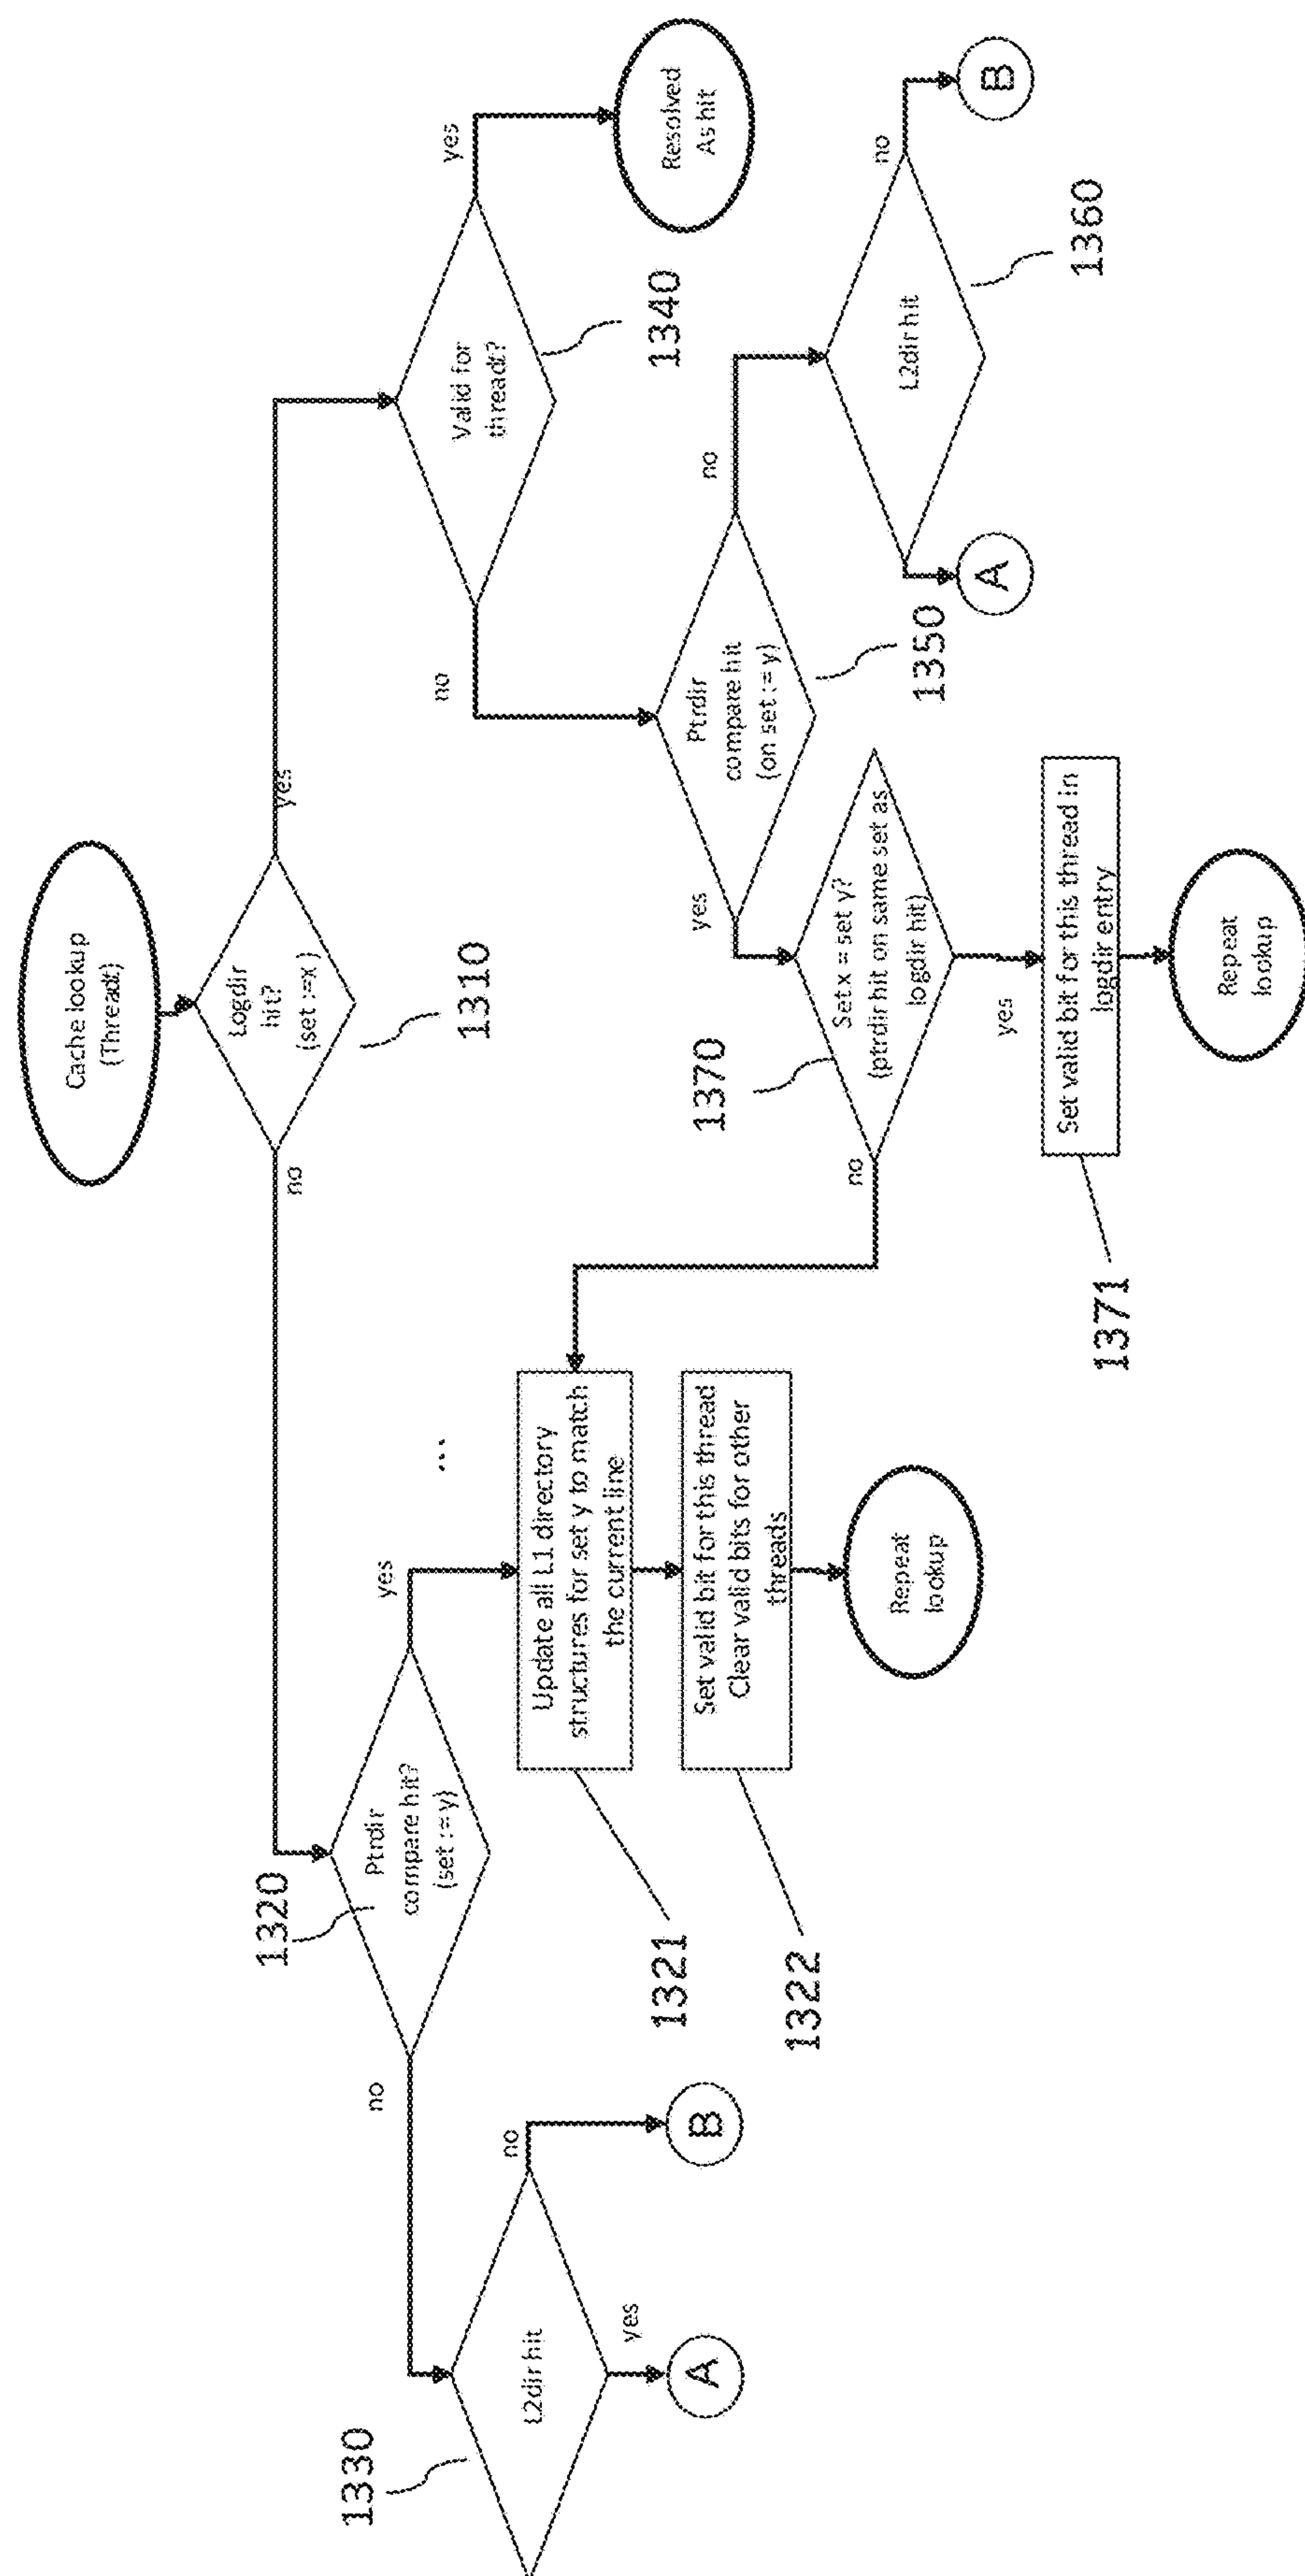 Cache lookup
(Threadt)
Logdir
hit?
(set :=x )
1310
yes
no
Valid for
threadt?
1340
yes
Resolved
As hit
no
Ptrdir
compare hit
(on set := y)
1350
no
L2dir hit
1360
no
B
A
yes
Set x = set y?
(ptrdir hit on same set as
logdir hit)
1370
no
yes
Set valid bit for this thread in
logdir entry
1371
Repeat
lookup
Ptrdir
compare hit?
(set := y)
1320
yes
...
Update all L1 directory
structures for set y to match
the current line
1321
Set valid bit for this thread
Clear valid bits for other
threads
1322
Repeat
lookup
no
L2dir hit
1330
no
B
yes
A